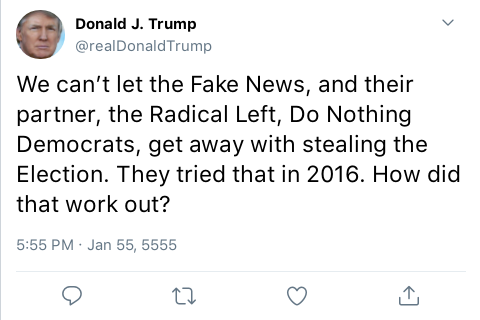 Donald J. Trump
@realDonaldTrump
We can’t let the Fake News, and their
partner, the Radical Left, Do Nothing
Democrats, get away with stealing the
Election. They tried that in 2016. How did
that work out?
5:55 PM · Jan 55, 5555